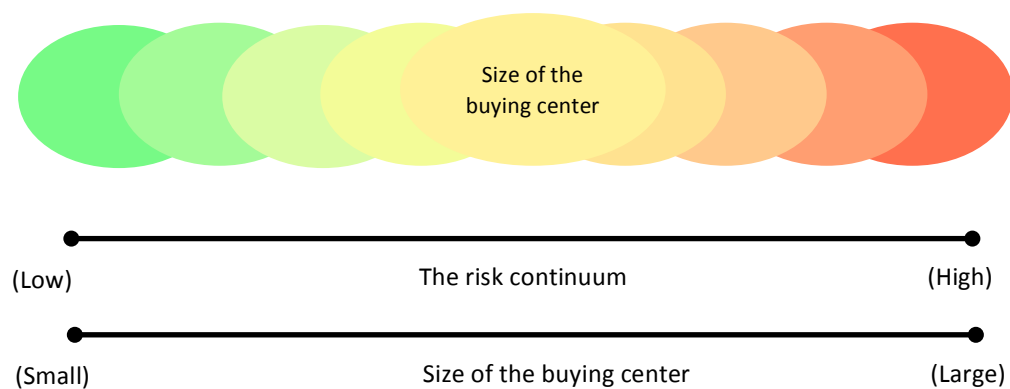 Size of the
buying center
(Low) The risk continuum (High)
(Small) Size of the buying center (Large)